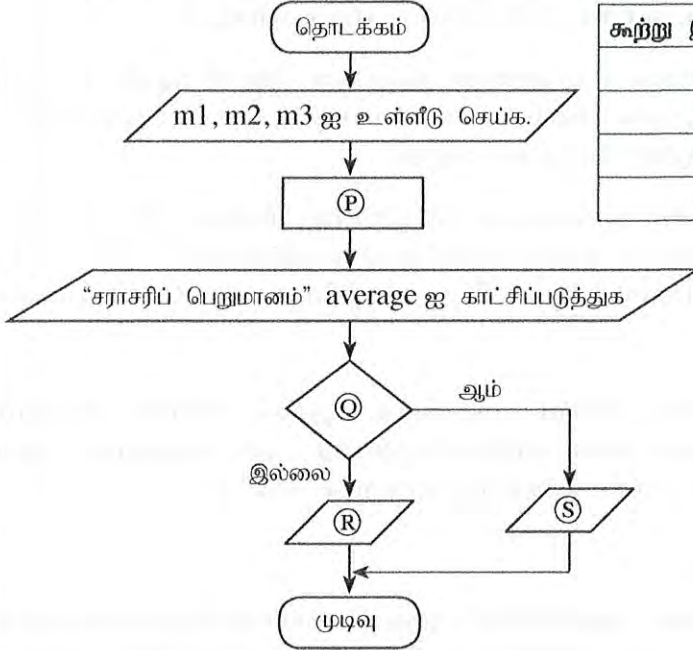 தொடக்கம்
கூற்று
m1, m2, m3 ஐ உள்ளீடு செய்க.
P
“சராசரிப் பெறுமானம்” average ஐ காட்சிப்படுத்துக
Q
ஆம்
இல்லை
R
S
முடிவு